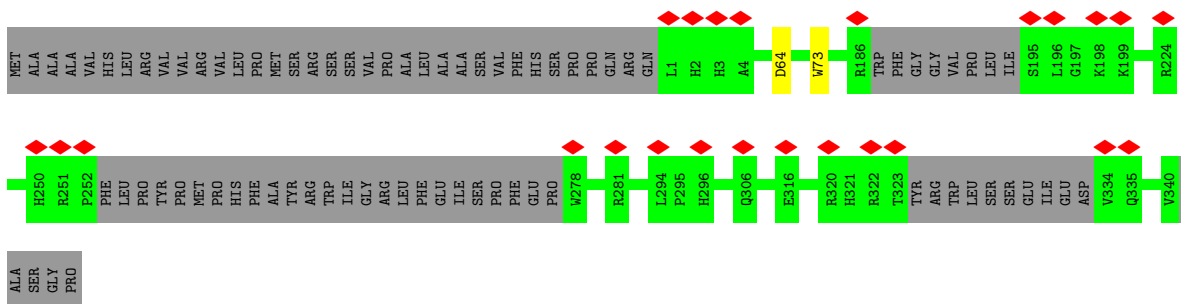 MET ALA ALA ALA VAL HIS LEU ARG VAL VAL ARG VAL LEU PRO MET SER ARG SER SER VAL PRO ALA LEU ALA ALA SER VAL PHE HIS SER PRO PRO GLN ARG GLN L1 H2 H3 A4 D64 W73 R186 TRP PHE GLY GLY VAL PRO LEU ILE S195 L196 G197 K198 K199 R224
H250 R251 P252 PHE LEU PRO TYR PRO MET PRO HIS PHE ALA TYR ARG TRP ILE GLY ARG LEU PHE GLU ILE SER PRO PHE GLU PRO W278 R281 L294 P295 H296 Q306 E316 R320 H321 R322 T323 TYR ARG TRP LEU SER SER GLU ILE GLU ASP V334 Q335 V340
ALA SER GLY PRO